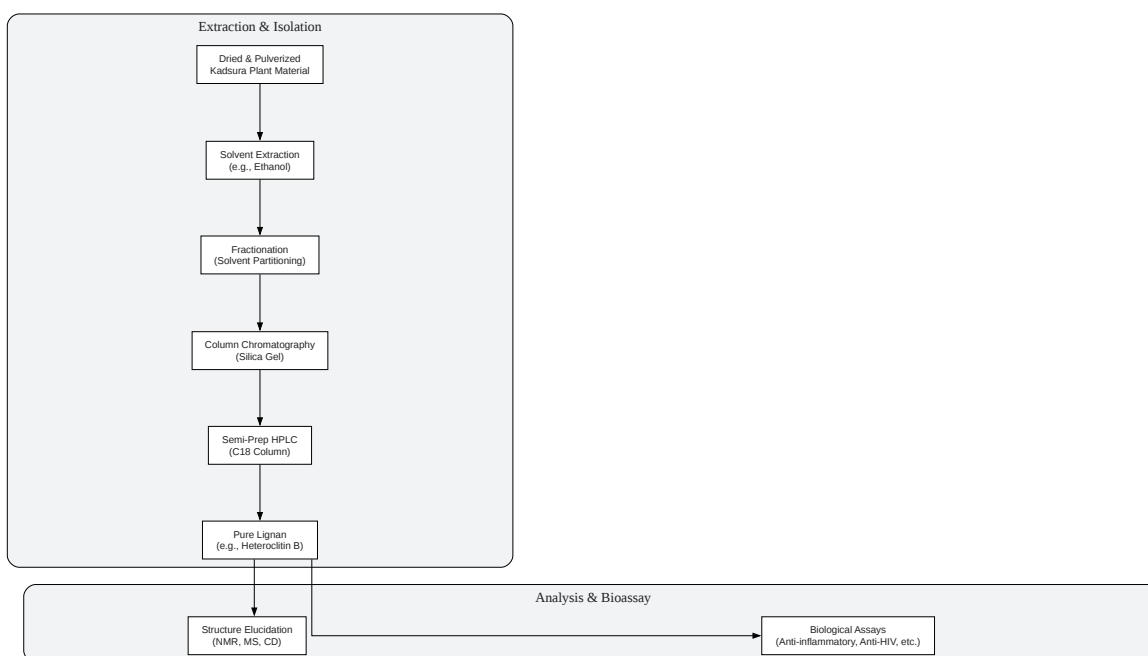 Extraction & Isolation
Dried & Pulverized
Kadsura Plant Material
Solvent Extraction
(e.g., Ethanol)
Fractionation
(Solvent Partitioning)
Column Chromatography
(Silica Gel)
Semi-Prep HPLC
(C18 Column)
Pure Lignan
(e.g., Heteroclitin B)
Analysis & Bioassay
Structure Elucidation
(NMR, MS, CD)
Biological Assays
(Anti-inflammatory, Anti-HIV, etc.)